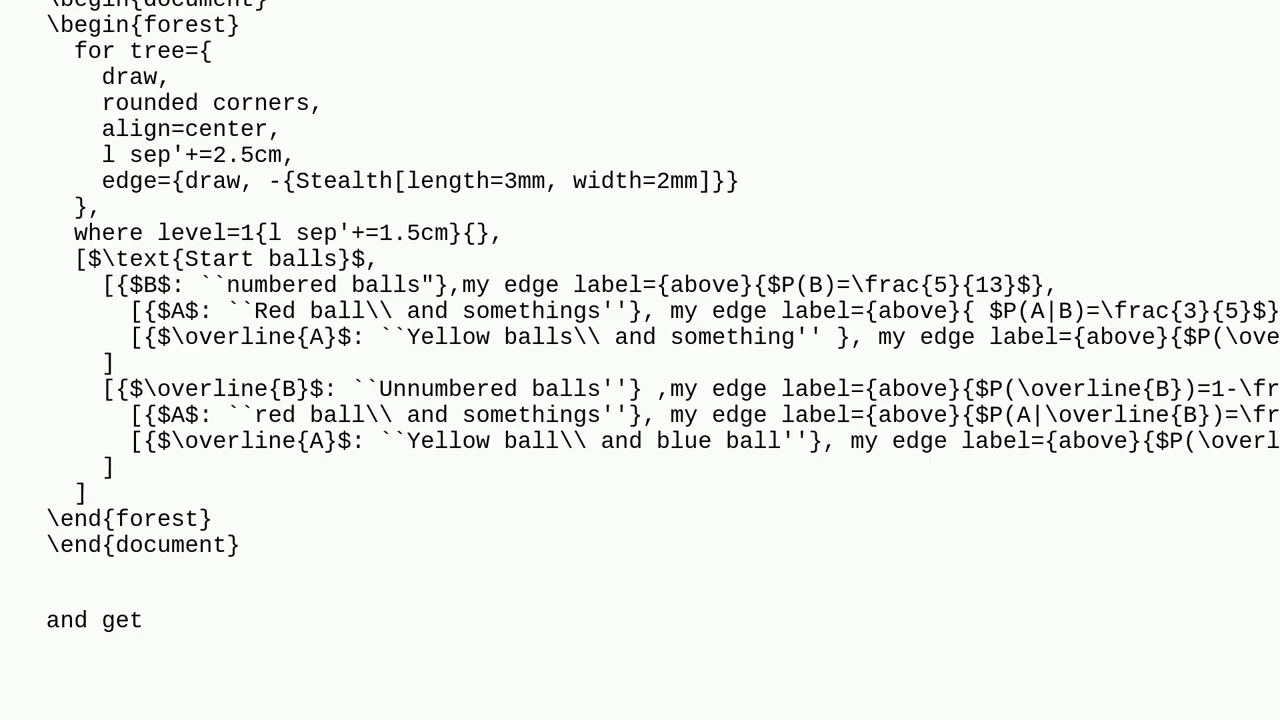 \begin{document}
\begin{forest}
  for tree={
    draw,
    rounded corners,
    align=center,
    l sep'+=2.5cm,
    edge={draw, -{Stealth[length=3mm, width=2mm]}}
  },
  where level=1{l sep'+=1.5cm}{},
  [$\text{Start balls}$,
    [{$B$: ``numbered balls"},my edge label={above}{$P(B)=\frac{5}{13}$},
      [{$A$: ``Red ball\\ and somethings''}, my edge label={above}{ $P(A|B)=\frac{3}{5}$}
      [{$\overline{A}$: ``Yellow balls\\ and something'' }, my edge label={above}{$P(\ove
    ]
    [{$\overline{B}$: ``Unnumbered balls''} ,my edge label={above}{$P(\overline{B})=1-\fr
      [{$A$: ``red ball\\ and somethings''}, my edge label={above}{$P(A|\overline{B})=\fr
      [{$\overline{A}$: ``Yellow ball\\ and blue ball''}, my edge label={above}{$P(\overl
    ]
  ]
\end{forest}
\end{document}
and get